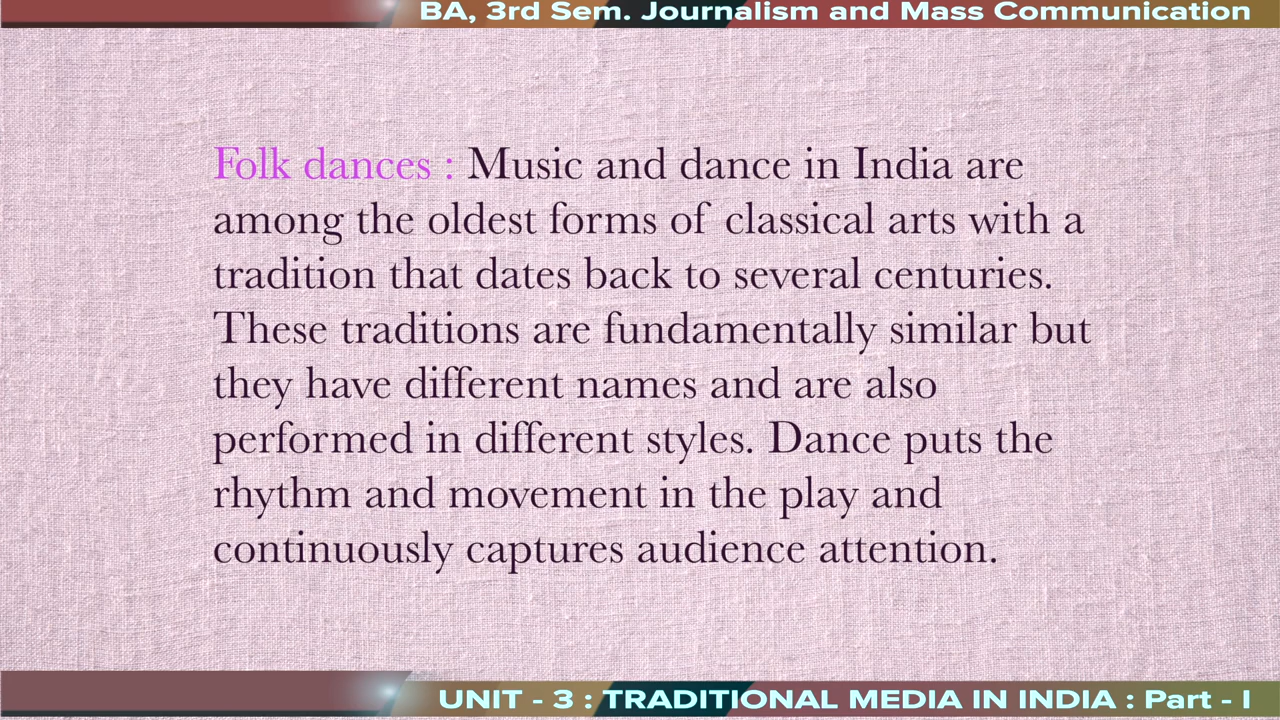 BA, 3rd Sem. Journalism and Mass Communication
Folk dances : Music and dance in India are
among the oldest forms of classical arts with a
tradition that dates back to several centuries.
These traditions are fundamentally similar but
they have different names and are also
performed in different styles. Dance puts the
rhythm and movement in the play and
continuously captures audience attention.
UNIT - 3 : TRADITIONAL MEDIA IN INDIA : Part - I